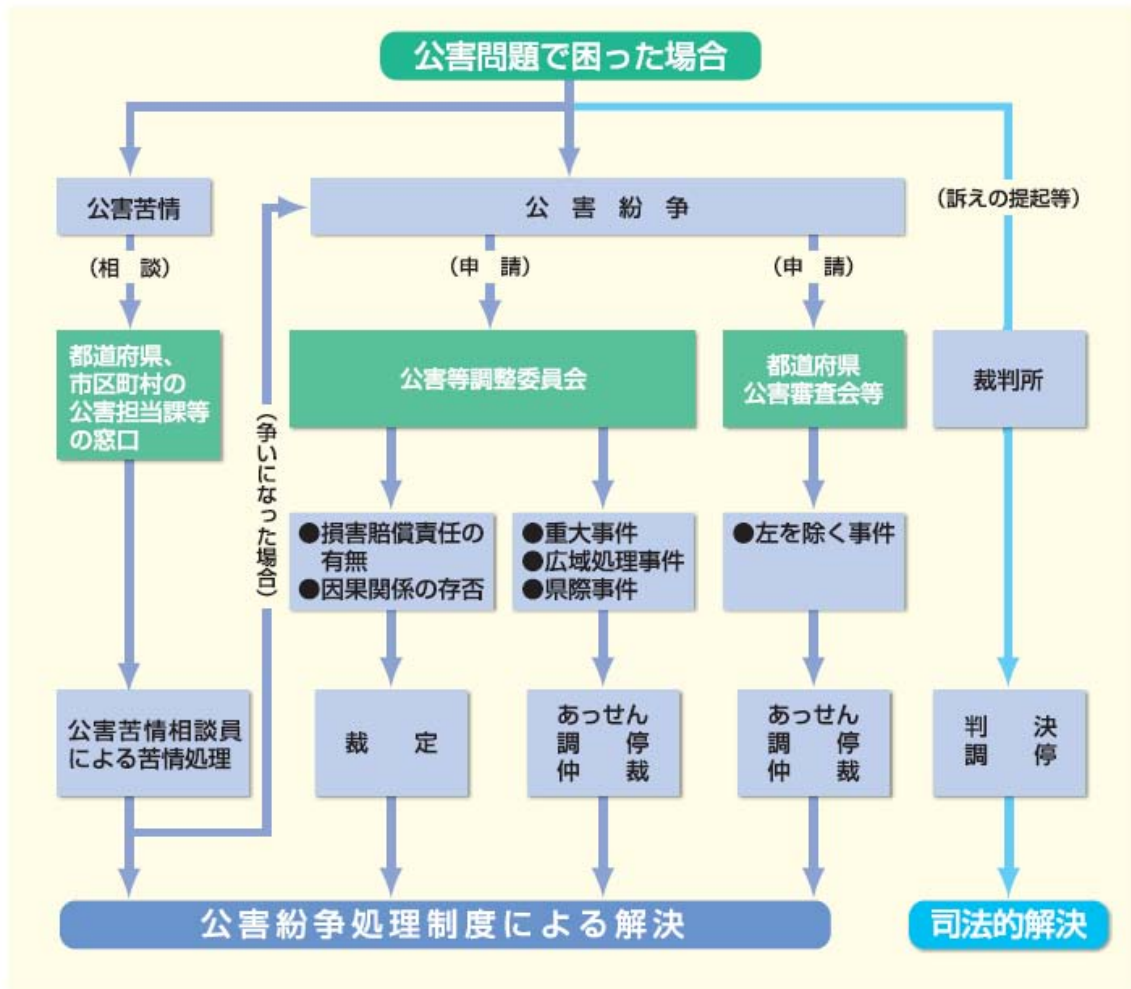 公害問題で困った場合
公害苦情
公害紛争
(訴えの提起等)
(相談)
(申請)
(申請)
都道府県、
市区町村の
公害担当課等
の窓口
(争いになった場合)
公害等調整委員会
都道府県
公害審査会等
裁判所
●損害賠償責任の
有無
●因果関係の存否
●重大事件
●広域処理事件
●県際事件
●左を除く事件
公害苦情相談員
による苦情処理
裁定
あっせん
調停
仲裁
あっせん
調停
仲裁
判決
調停
公害紛争処理制度による解決
司法的解決